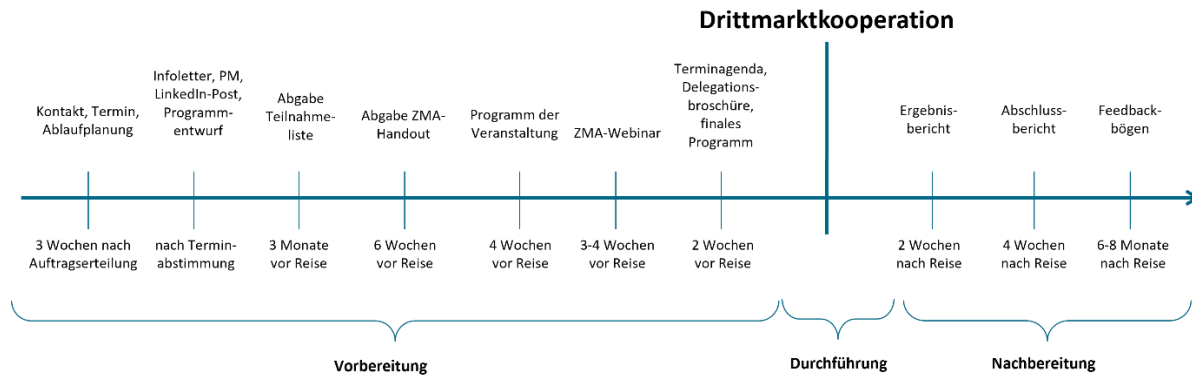 Drittmarktkooperation
Kontakt, Termin,
Ablaufplanung
Infoletter, PM,
LinkedIn-Post,
Programm-
entwurf
Abgabe
Teilnahme-
liste
Abgabe ZMA-
Handout
Programm der
Veranstaltung
ZMA-Webinar
Terminagenda,
Delegations-
broschüre,
finales
Programm
Ergebnis-
bericht
Abschluss-
bericht
Feedback-
bögen
3 Wochen nach
Auftragserteilung
nach Termin-
abstimmung
3 Monate
vor Reise
6 Wochen
vor Reise
4 Wochen
vor Reise
3-4 Wochen
vor Reise
2 Wochen
vor Reise
2 Wochen
nach Reise
4 Wochen
nach Reise
6-8 Monate
nach Reise
Vorbereitung
Durchführung
Nachbereitung